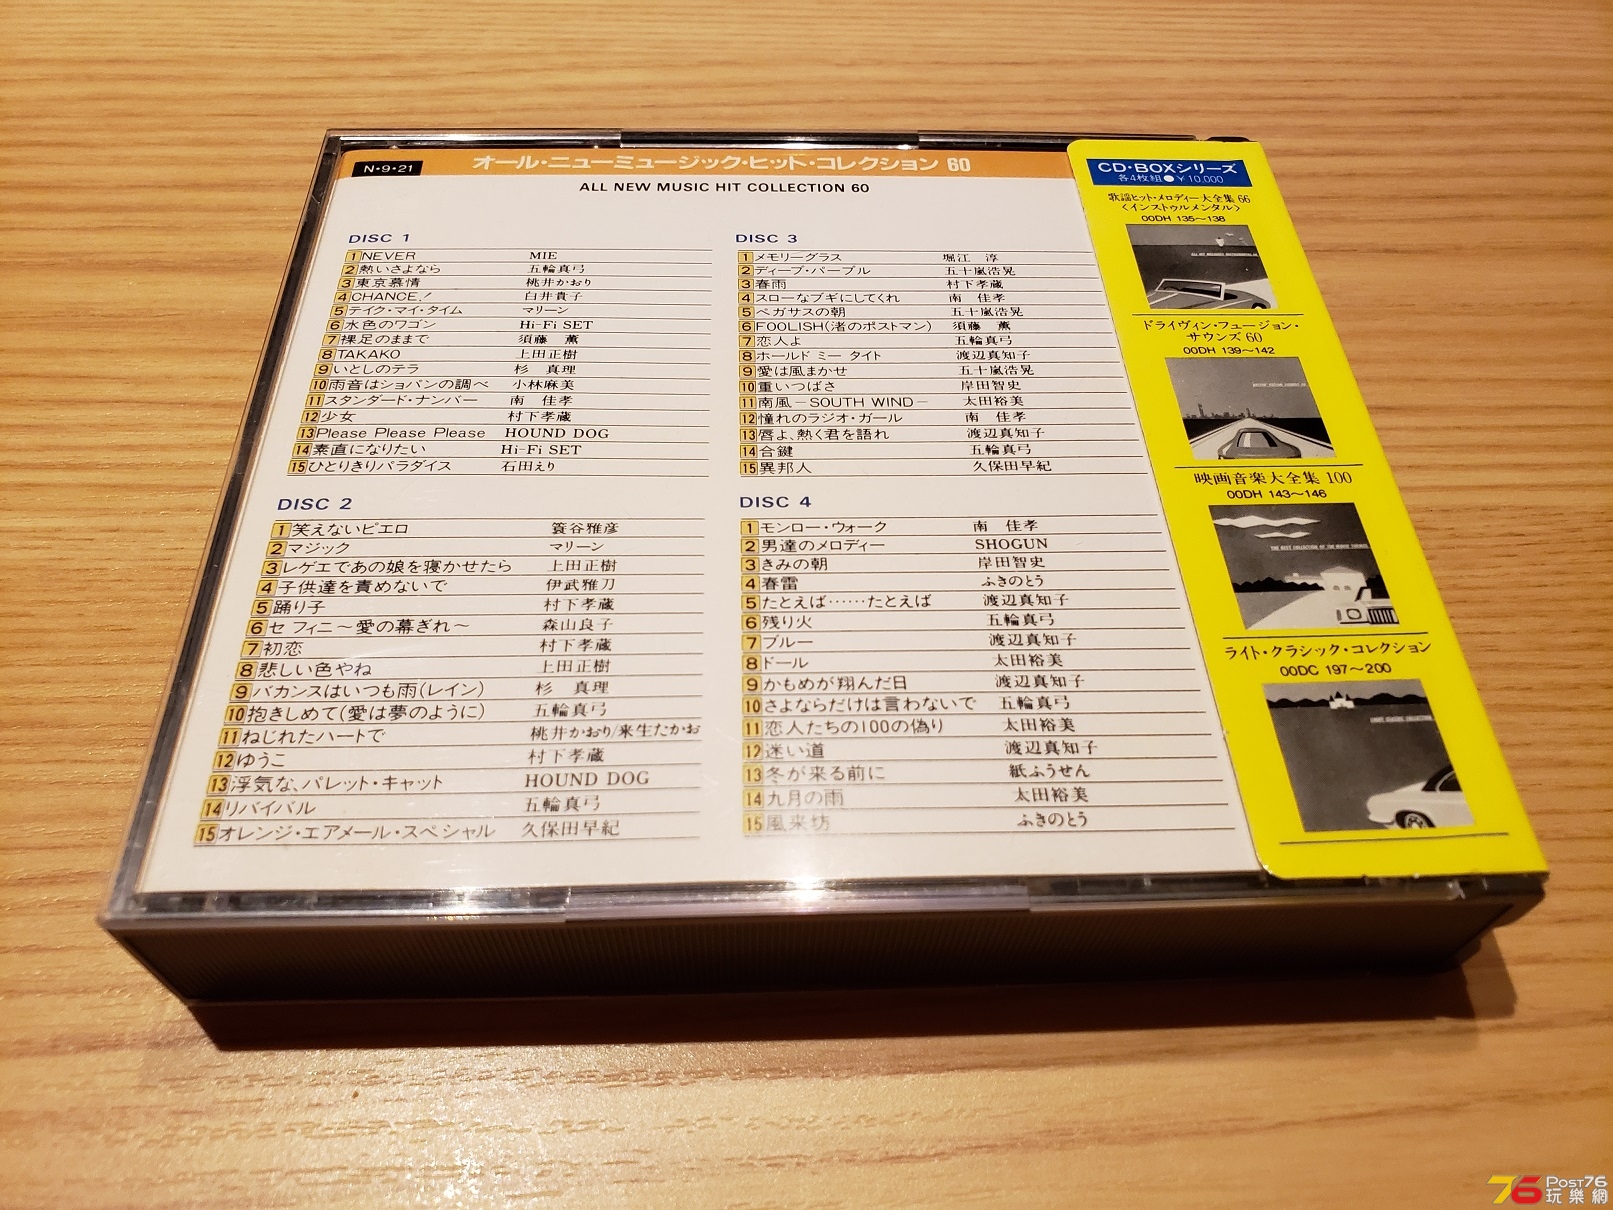 N・9・21
オール・ニューミュージック・ヒット・コレクション 60
ALL NEW MUSIC HIT COLLECTION 60
DISC 1
1 NEVER MIE
2 熱いさよなら 五輪真弓
3 東京慕情 桃井かおり
4 CHANCE! 白井貴子
5 テイク・マイ・タイム マリーン
6 水色のワゴン Hi-Fi SET
7 裸足のままで 須藤 薫
8 TAKAKO 上田正樹
9 いとしのテラ 杉 真理
10 雨音はショパンの調べ 小林麻美
11 スタンダード・ナンバー 南 佳孝
12 少女 村下孝蔵
13 Please Please Please HOUND DOG
14 素直になりたい Hi-Fi SET
15 ひとりきりパラダイス 石田えり
DISC 2
1 笑えないピエロ 簑谷雅彦
2 マジック マリーン
3 レゲエであの娘を寝かせたら 上田正樹
4 子供達を責めないで 伊武雅刀
5 踊り子 村下孝蔵
6 セ フィニ～愛の幕ぎれ～ 森山良子
7 初恋 村下孝蔵
8 悲しい色やね 上田正樹
9 バカンスはいつも雨(レイン) 杉 真理
10 抱きしめて(愛は夢のように) 五輪真弓
11 ねじれたハートで 桃井かおり/来生たかお
12 ゆうこ 村下孝蔵
13 浮気な、パレット・キャット HOUND DOG
14 リバイバル 五輪真弓
15 オレンジ・エアメール・スペシャル 久保田早紀
DISC 3
1 メモリーグラス 堀江 淳
2 ディープ・パープル 五十嵐浩晃
3 春雨 村下孝蔵
4 スローなブギにしてくれ 南 佳孝
5 ペガサスの朝 五十嵐浩晃
6 FOOLISH(渚のポストマン) 須藤 薫
7 恋人よ 五輪真弓
8 ホールド ミー タイト 渡辺真知子
9 愛は風まかせ 五十嵐浩晃
10 重いつばさ 岸田智史
11 南風－SOUTH WIND－ 太田裕美
12 憧れのラジオ・ガール 南 佳孝
13 唇よ、熱く君を語れ 渡辺真知子
14 合鍵 五輪真弓
15 異邦人 久保田早紀
DISC 4
1 モンロー・ウォーク 南 佳孝
2 男達のメロディー SHOGUN
3 きみの朝 岸田智史
4 春雷 ふきのとう
5 たとえば……たとえば 渡辺真知子
6 残り火 五輪真弓
7 ブルー 渡辺真知子
8 ドール 太田裕美
9 かもめが翔んだ日 渡辺真知子
10 さよならだけは言わないで 五輪真弓
11 恋人たちの100の偽り 太田裕美
12 迷い道 渡辺真知子
13 冬が来る前に 紙ふうせん
14 九月の雨 太田裕美
15 風来坊 ふきのとう
CD・BOXシリーズ
各4枚組●￥10,000
歌謡ヒット・メロディー大全集 66
〈インストゥルメンタル〉
00DH 135～138
ドライヴィン・フュージョン・
サウンズ 60
00DH 139～142
映画音楽大全集 100
00DH 143～146
THE BEST COLLECTION OF THE MOVIE THEMES
ライト・クラシック・コレクション
00DC 197～200
76 POST76
玩樂網